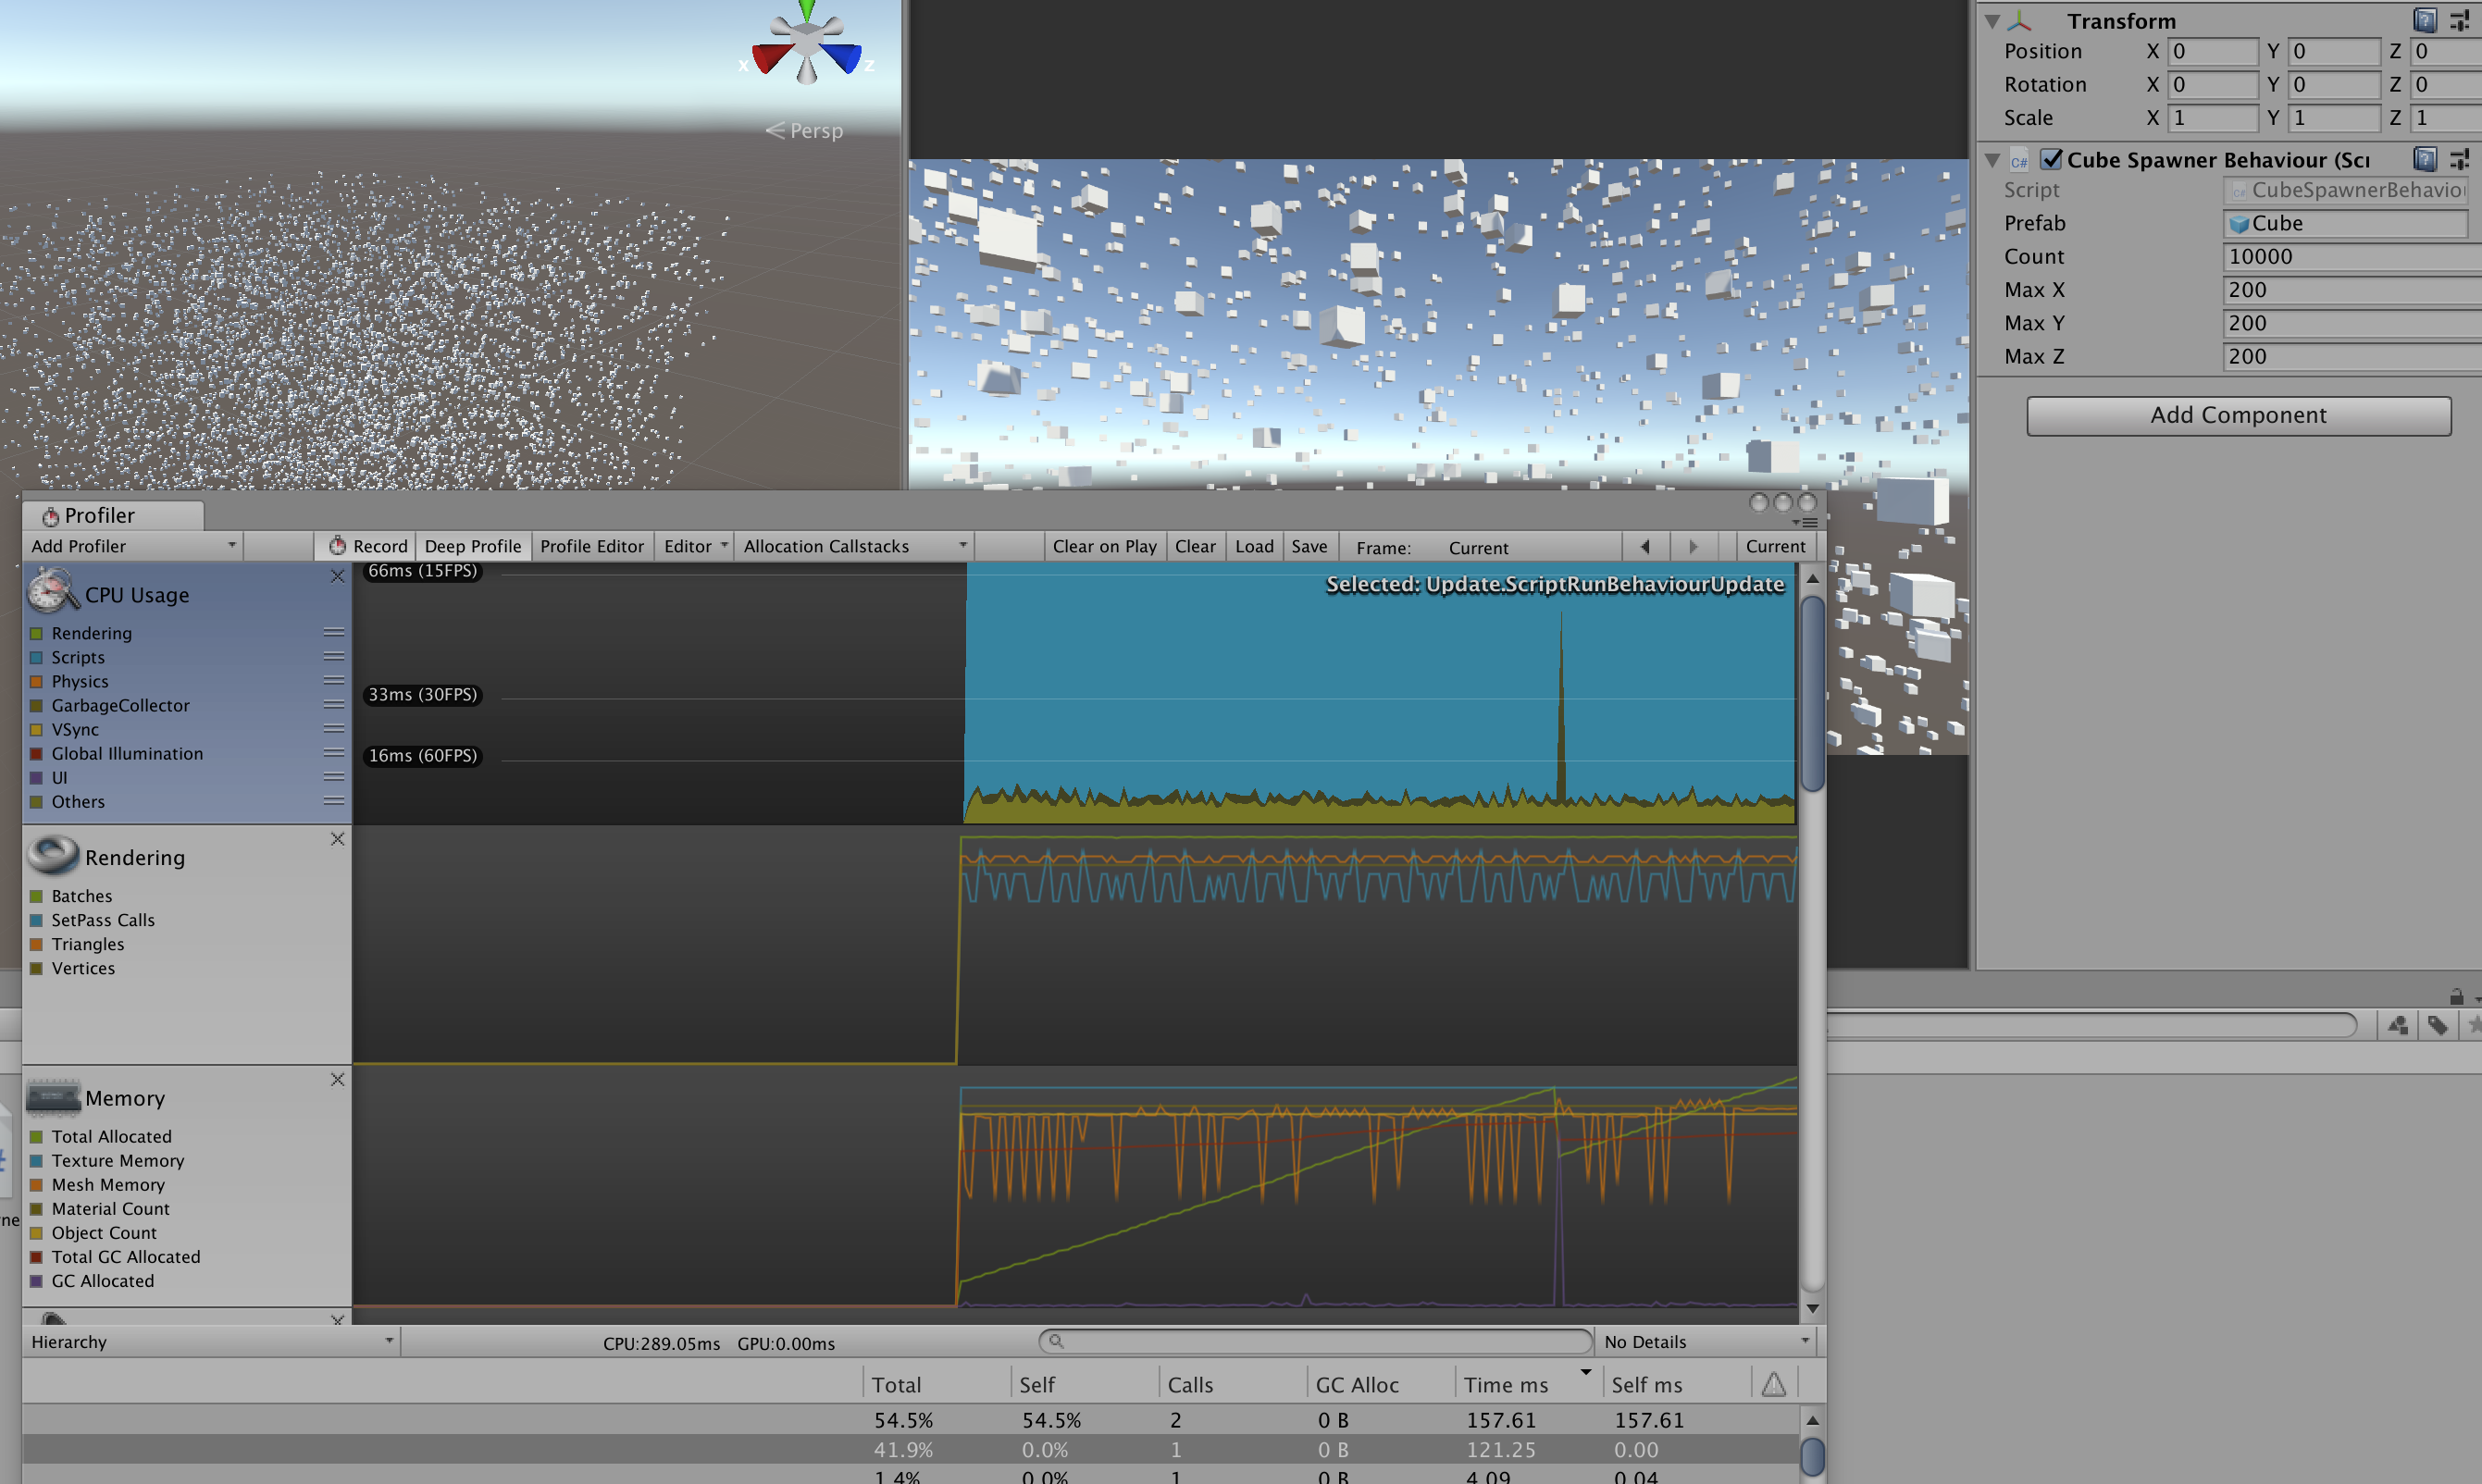 Transform
Position X 0 Y 0 Z 0
Rotation X 0 Y 0 Z 0
Scale X 1 Y 1 Z 1
x z
Persp
C# Cube Spawner Behaviour (Scr
Script CubeSpawnerBehavio
Prefab Cube
Count 10000
Max X 200
Max Y 200
Max Z 200
Add Component
Profiler
Add Profiler Record Deep Profile Profile Editor Editor Allocation Callstacks Clear on Play Clear Load Save Frame: Current Current
CPU Usage
Rendering
Scripts
Physics
GarbageCollector
VSync
Global Illumination
UI
Others
66ms (15FPS)
33ms (30FPS)
16ms (60FPS)
Selected: Update.ScriptRunBehaviourUpdate
Rendering
Batches
SetPass Calls
Triangles
Vertices
Memory
Total Allocated
Texture Memory
Mesh Memory
Material Count
Object Count
Total GC Allocated
GC Allocated
ne
Hierarchy CPU:289.05ms GPU:0.00ms No Details
Total Self Calls GC Alloc Time ms Self ms
54.5% 54.5% 2 0 B 157.61 157.61
41.9% 0.0% 1 0 B 121.25 0.00
1.4% 0.0% 1 0 B 4.09 0.04